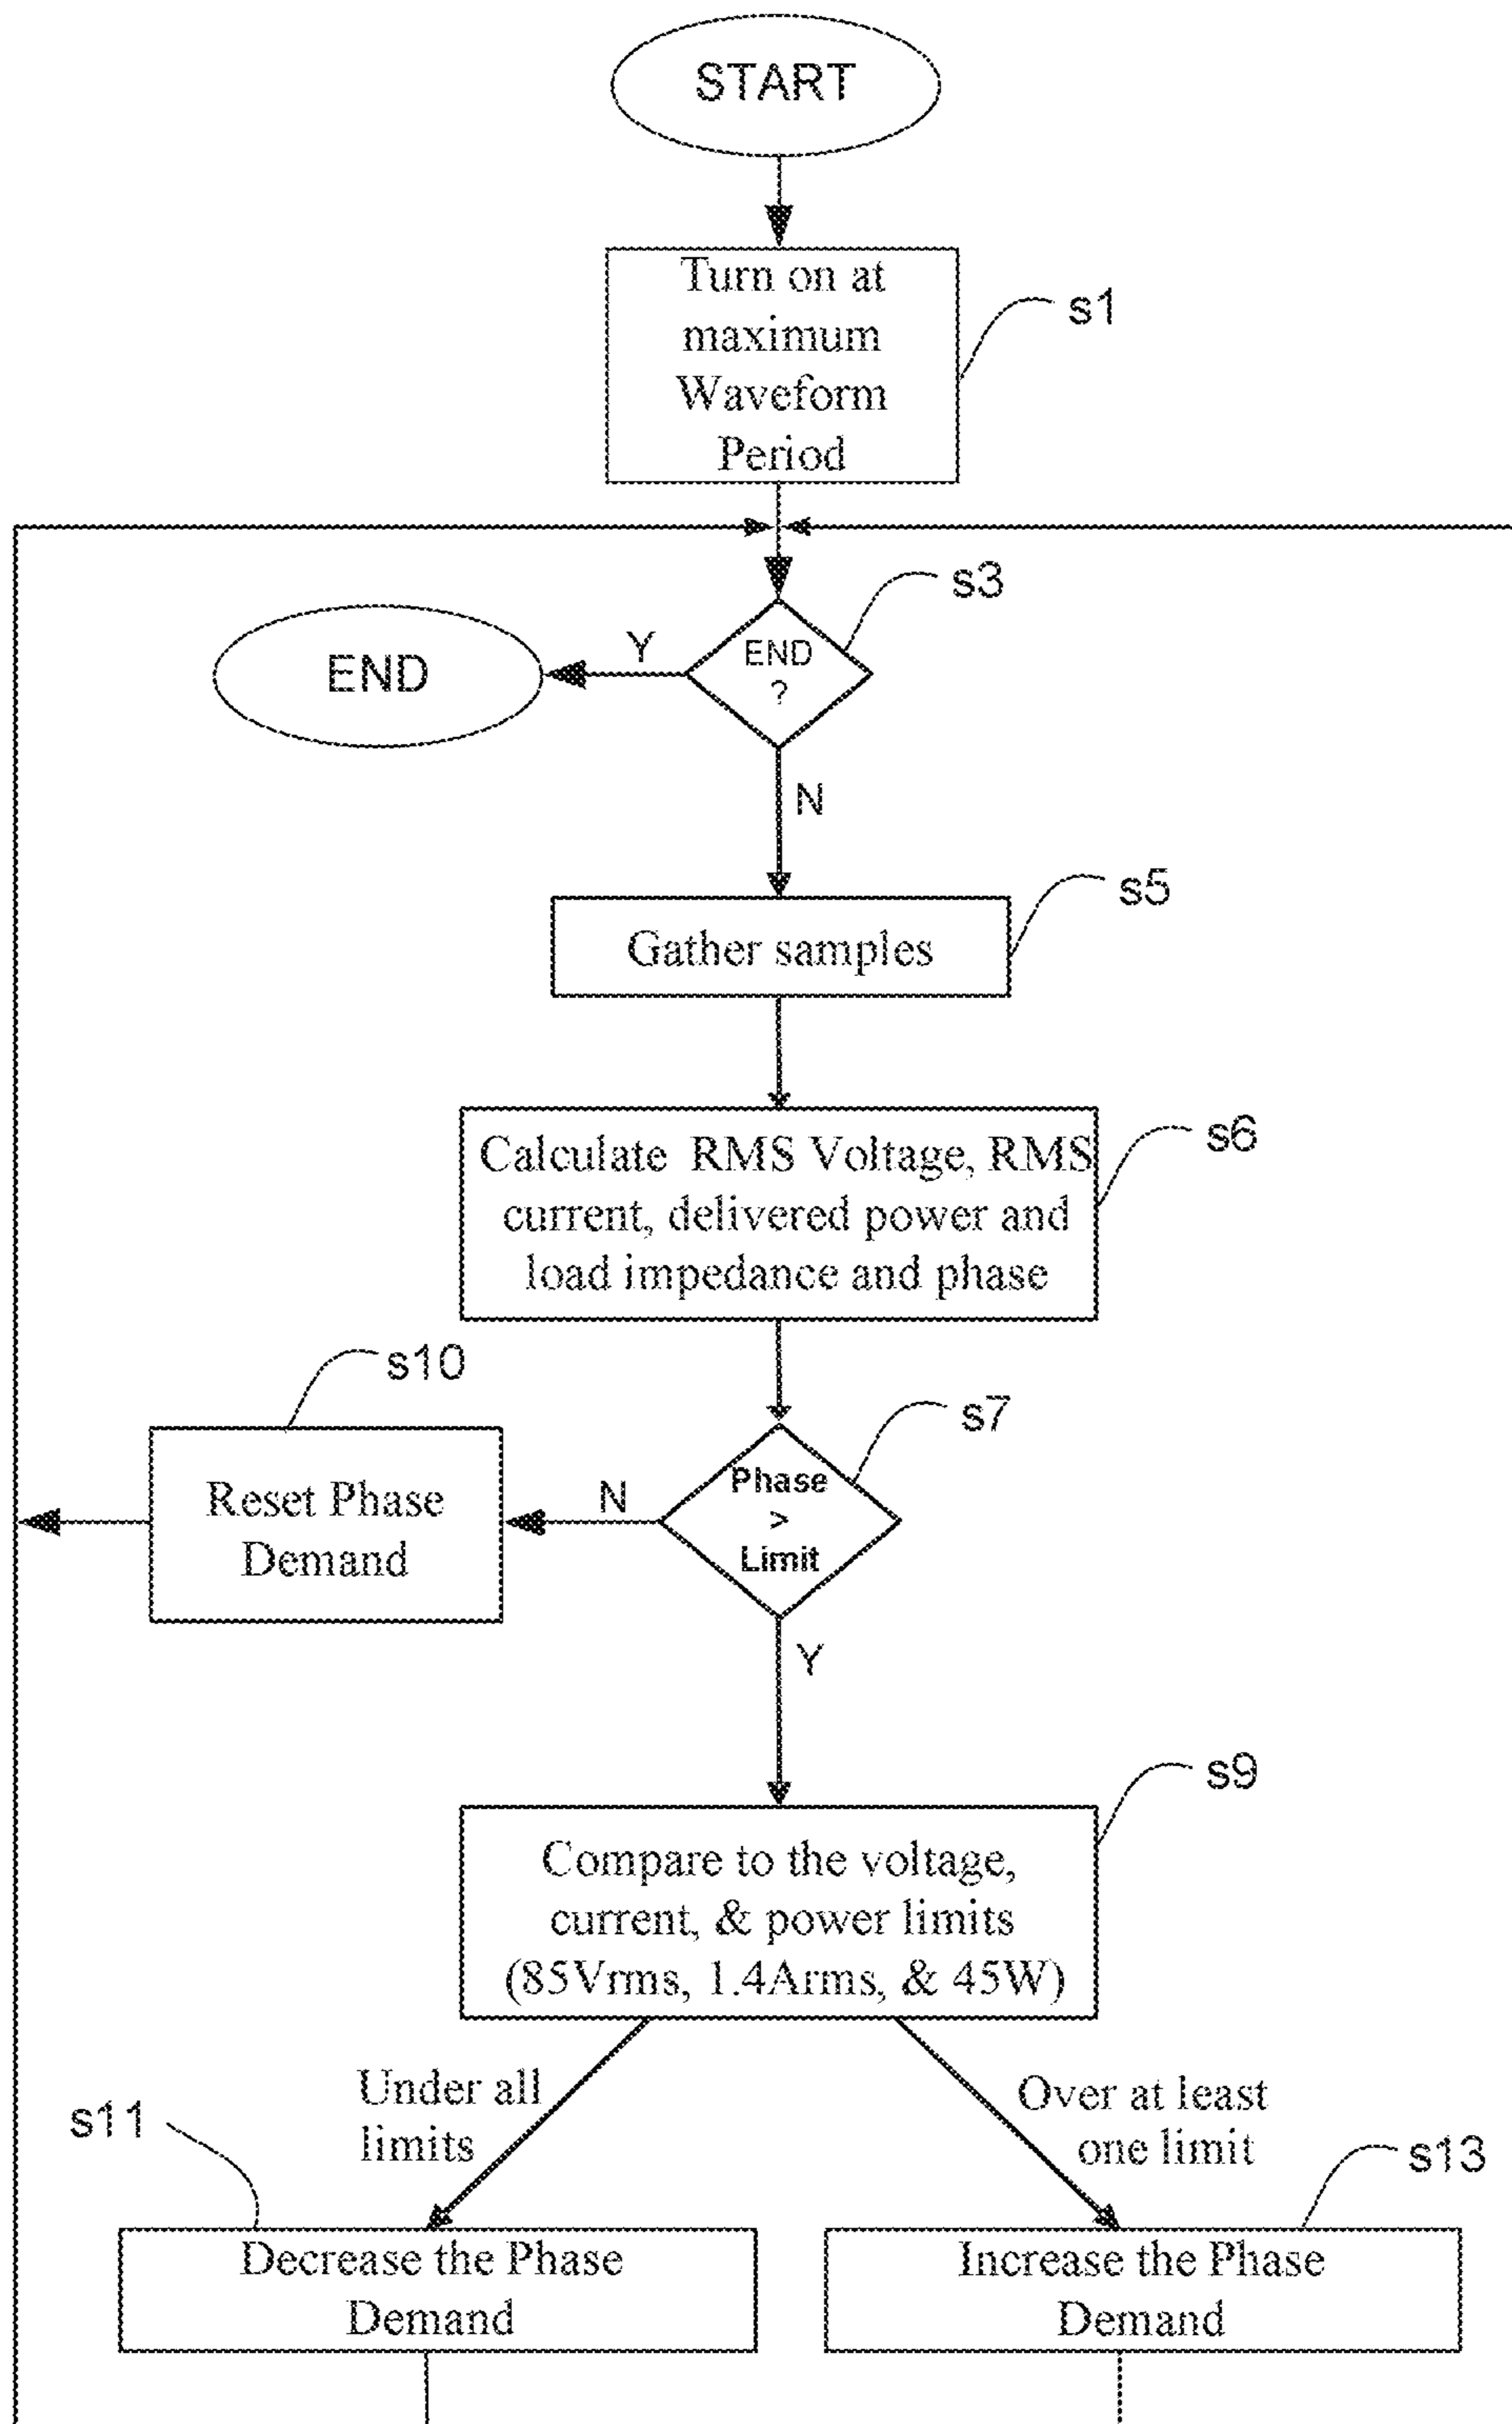 START
Turn on at
maximum
Waveform
Period
s1
s3
END
?
Y
END
N
Gather samples
s5
Calculate RMS Voltage, RMS
current, delivered power and
load impedance and phase
s6
s10
s7
Phase
>
Limit
N
Reset Phase
Demand
Y
s9
Compare to the voltage,
current, & power limits
(85Vrms, 1.4Arms, & 45W)
Under all
limits
Over at least
one limit
s11
s13
Decrease the Phase
Demand
Increase the Phase
Demand